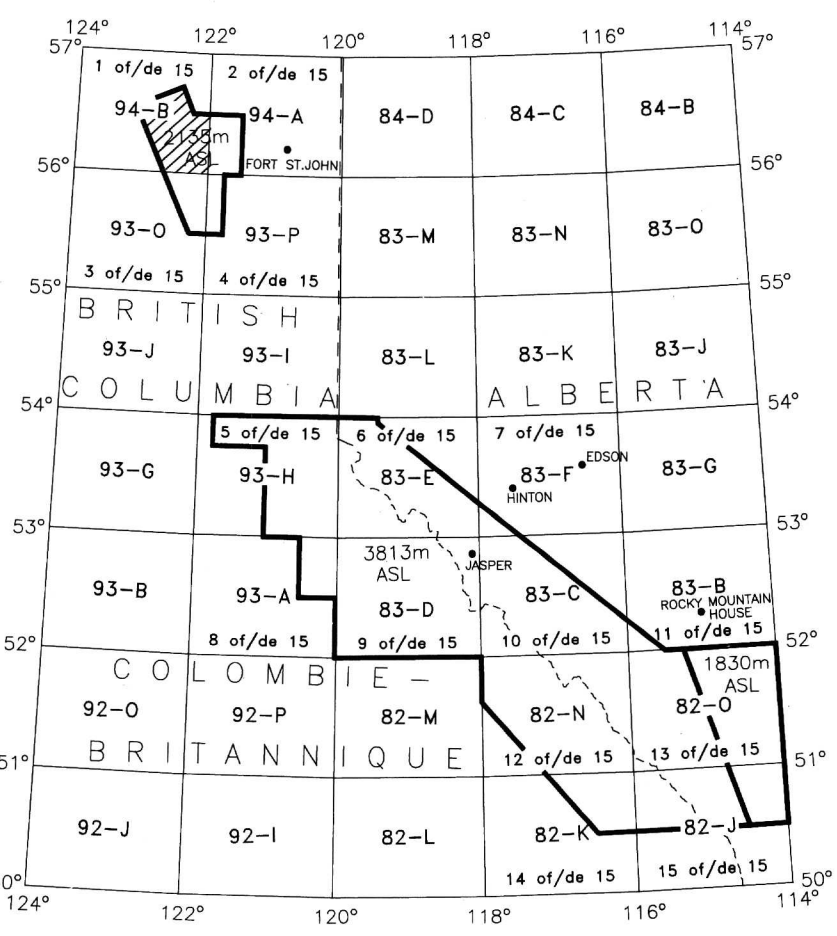 124° 122° 120° 118° 116° 114°
57° 57°
1 of/de 15 2 of/de 15
94-B 94-A 84-D 84-C 84-B
2135m
ASL
FORT ST.JOHN
56° 56°
93-O 93-P 83-M 83-N 83-O
3 of/de 15 4 of/de 15
55° 55°
BRITISH
93-J 93-I 83-L 83-K 83-J
COLUMBIA ALBERTA
54° 54°
5 of/de 15 6 of/de 15 7 of/de 15
EDSON
93-G 93-H 83-E 83-F 83-G
HINTON
53° 53°
3813m
ASL
JASPER
93-B 93-A 83-D 83-C 83-B
ROCKY MOUNTAIN
HOUSE
8 of/de 15 9 of/de 15 10 of/de 15 11 of/de 15
52° 52°
COLOMBIE-
1830m
ASL
92-O 92-P 82-M 82-N 82-O
BRITANNIQUE
12 of/de 15 13 of/de 15
51° 51°
92-J 92-I 82-L 82-K 82-J
14 of/de 15 15 of/de 15
0° 50°
124° 122° 120° 118° 116° 114°